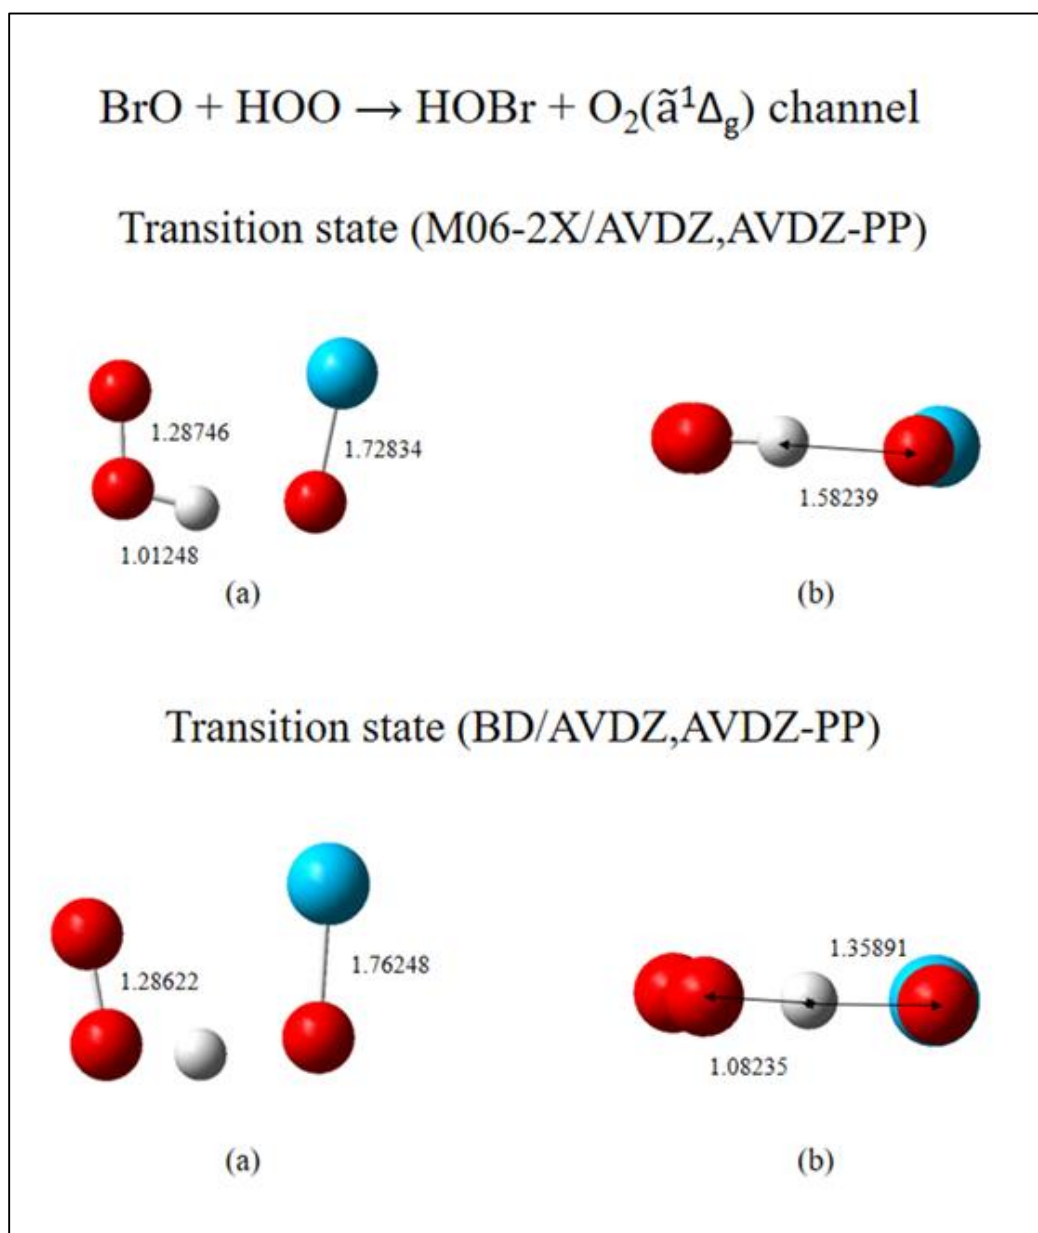 BrO + HOO → HOBr + O₂(ã¹Δg) channel
Transition state (M06-2X/AVDZ,AVDZ-PP)
1.28746
1.72834
1.01248
1.58239
(a)
(b)
Transition state (BD/AVDZ,AVDZ-PP)
1.28622
1.76248
1.35891
1.08235
(a)
(b)